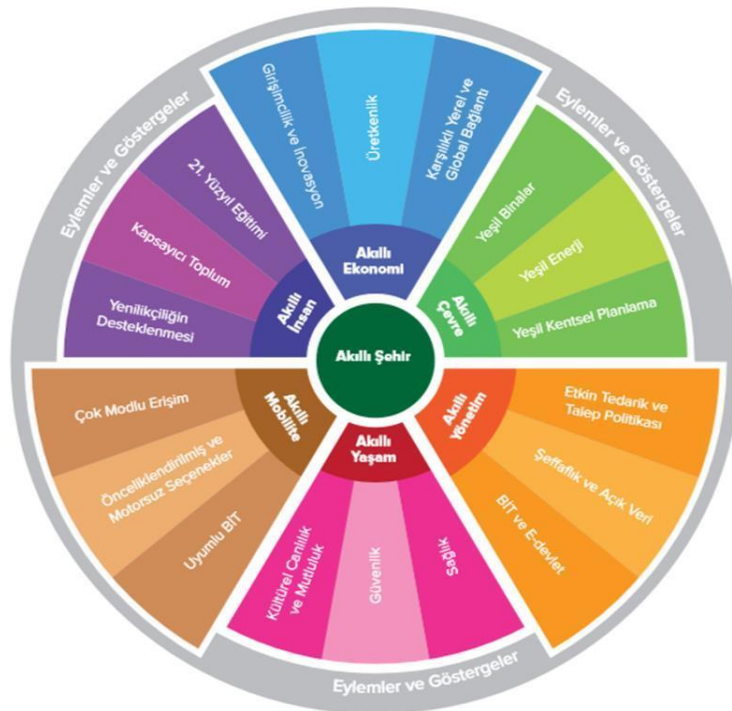 Eylemler ve Göstergeler
Girişimcilik ve İnovasyon
Üretkenlik
Karşılıklı Yerel ve
Global Bağlantı
Akıllı
Ekonomi
Eylemler ve Göstergeler
Yeşil Binalar
Yeşil Enerji
Yeşil Kentsel Planlama
Akıllı
Çevre
21. Yüzyıl Eğitimi
Kapsayıcı Toplum
Yenilikçiliğin
Desteklenmesi
Akıllı
İnsan
Akıllı Şehir
Çok Modlu Erişim
Önceliklendirilmiş ve
Motorsuz Seçenekler
Uyumlu BİT
Akıllı
Mobilite
Akıllı
Yaşam
Kültürel Canlılık
ve Mutluluk
Güvenlik
Sağlık
Akıllı
Yönetim
Etkin Tedarik ve
Talep Politikası
Şeffaflık ve Açık Veri
BİT ve E-devlet
Eylemler ve Göstergeler